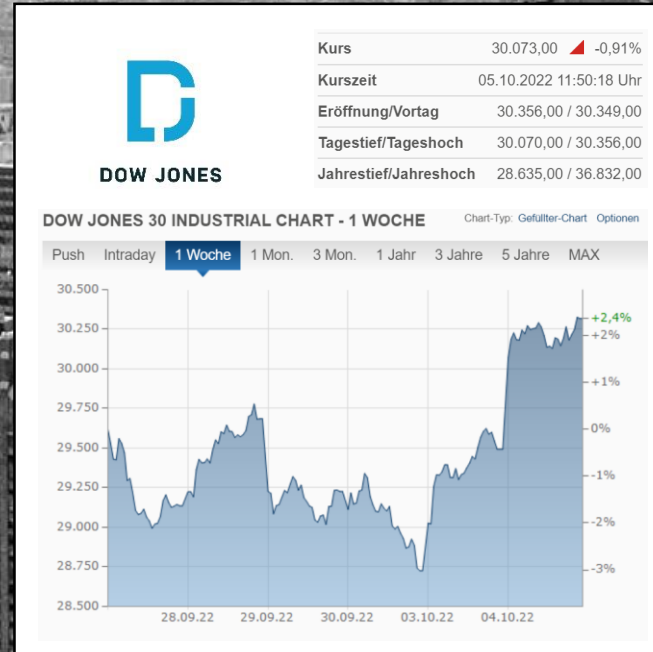 Kurs 30.073,00 -0,91%
Kurszeit 05.10.2022 11:50:18 Uhr
Eröffnung/Vortag 30.356,00 / 30.349,00
Tagestief/Tageshoch 30.070,00 / 30.356,00
Jahrestief/Jahreshoch 28.635,00 / 36.832,00
DOW JONES
DOW JONES 30 INDUSTRIAL CHART - 1 WOCHE Chart-Typ: Gefüllter-Chart Optionen
Push Intraday 1 Woche 1 Mon. 3 Mon. 1 Jahr 3 Jahre 5 Jahre MAX
30.500
+2,4%
30.250
+2%
30.000
+1%
29.750
0%
29.500
-1%
29.250
29.000
-2%
28.750
-3%
28.500
28.09.22 29.09.22 30.09.22 03.10.22 04.10.22